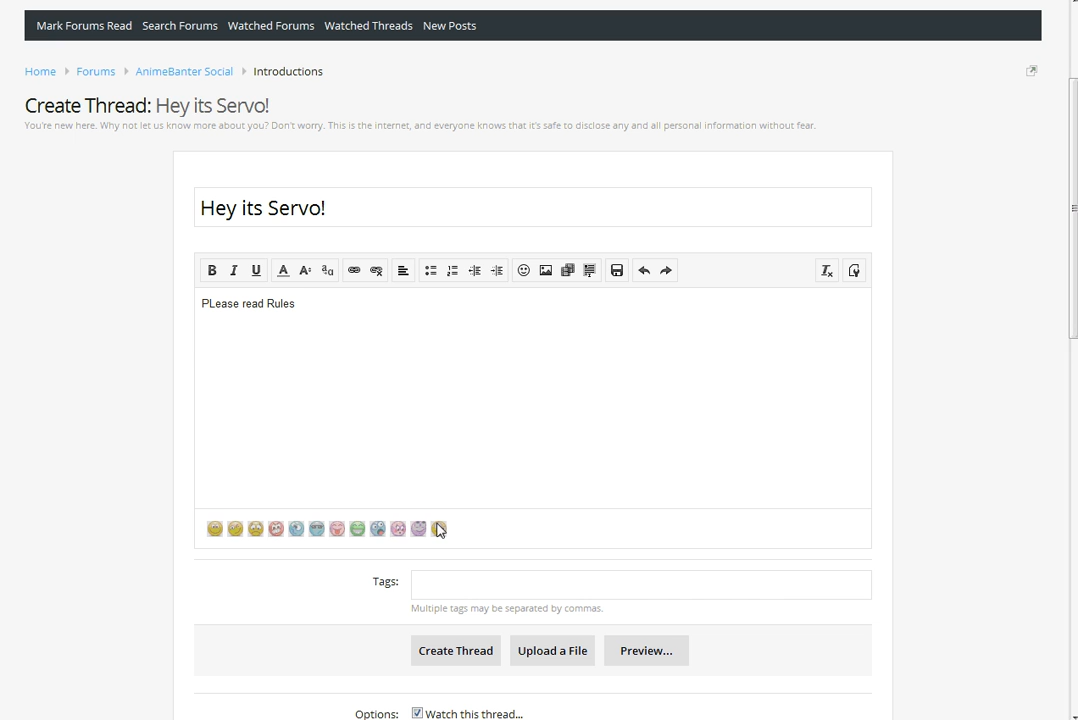 Mark Forums Read Search Forums Watched Forums Watched Threads New Posts
Home Forums AnimeBanter Social Introductions
Create Thread: Hey its Servo!
You're new here. Why not let us know more about you? Don't worry. This is the internet, and everyone knows that it's safe to disclose any and all personal information without fear.
Hey its Servo!
PLease read Rules
Tags:
Multiple tags may be separated by commas.
Create Thread Upload a File Preview...
Options: Watch this thread...